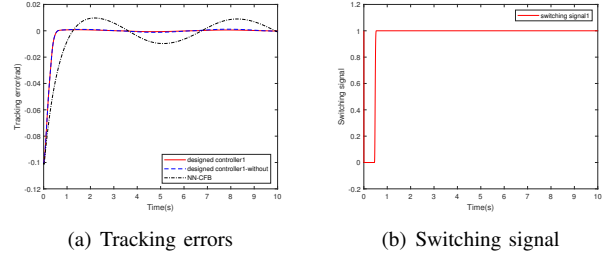 0.02
0
-0.02
-0.04
-0.06
-0.08
-0.1
-0.12
Tracking error(rad)
designed controller1
designed controller1-without
NN-CFB
0 1 2 3 4 5 6 7 8 9 10
Time(s)
(a) Tracking errors
1.2
1
0.8
0.6
0.4
0.2
0
-0.2
Switching signal
switching signal1
0 1 2 3 4 5 6 7 8 9 10
Time(s)
(b) Switching signal